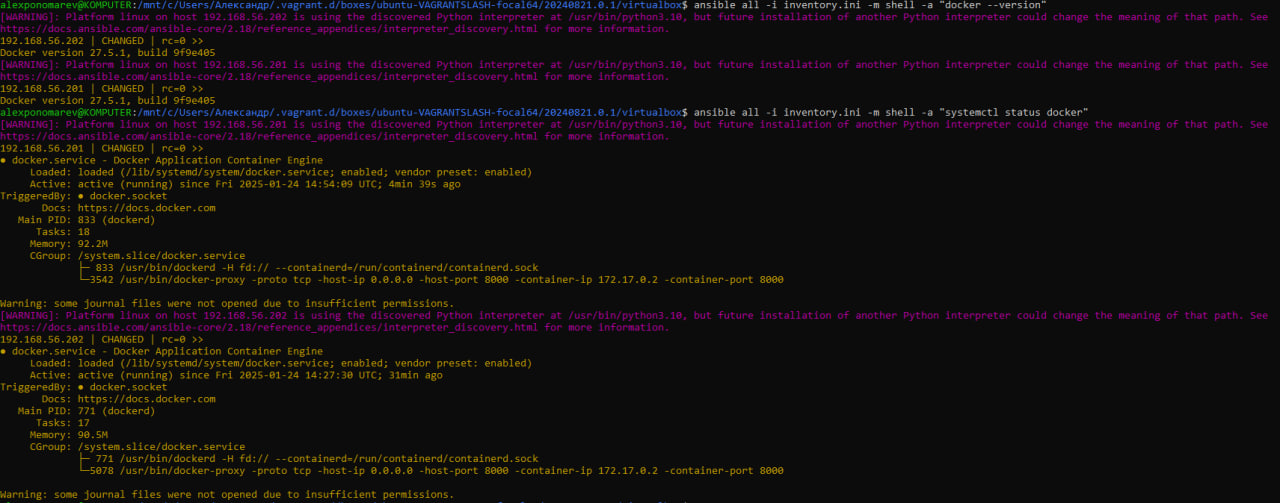 alexponomarev@KOMPUTER:/mnt/c/Users/Александр/.vagrant.d/boxes/ubuntu-VAGRANTSLASH-focal64/20240821.0.1/virtualbox$ ansible all -i inventory.ini -m shell -a "docker --version"
[WARNING]: Platform linux on host 192.168.56.202 is using the discovered Python interpreter at /usr/bin/python3.10, but future installation of another Python interpreter could change the meaning of that path. See
https://docs.ansible.com/ansible-core/2.18/reference_appendices/interpreter_discovery.html for more information.
192.168.56.202 | CHANGED | rc=0 >>
Docker version 27.5.1, build 9f9e405
[WARNING]: Platform linux on host 192.168.56.201 is using the discovered Python interpreter at /usr/bin/python3.10, but future installation of another Python interpreter could change the meaning of that path. See
https://docs.ansible.com/ansible-core/2.18/reference_appendices/interpreter_discovery.html for more information.
192.168.56.201 | CHANGED | rc=0 >>
Docker version 27.5.1, build 9f9e405
alexponomarev@KOMPUTER:/mnt/c/Users/Александр/.vagrant.d/boxes/ubuntu-VAGRANTSLASH-focal64/20240821.0.1/virtualbox$ ansible all -i inventory.ini -m shell -a "systemctl status docker"
[WARNING]: Platform linux on host 192.168.56.201 is using the discovered Python interpreter at /usr/bin/python3.10, but future installation of another Python interpreter could change the meaning of that path. See
https://docs.ansible.com/ansible-core/2.18/reference_appendices/interpreter_discovery.html for more information.
192.168.56.201 | CHANGED | rc=0 >>
● docker.service - Docker Application Container Engine
Loaded: loaded (/lib/systemd/system/docker.service; enabled; vendor preset: enabled)
Active: active (running) since Fri 2025-01-24 14:54:09 UTC; 4min 39s ago
TriggeredBy: ● docker.socket
Docs: https://docs.docker.com
Main PID: 833 (dockerd)
Tasks: 18
Memory: 92.2M
CGroup: /system.slice/docker.service
├─ 833 /usr/bin/dockerd -H fd:// --containerd=/run/containerd/containerd.sock
└─3542 /usr/bin/docker-proxy -proto tcp -host-ip 0.0.0.0 -host-port 8000 -container-ip 172.17.0.2 -container-port 8000
Warning: some journal files were not opened due to insufficient permissions.
[WARNING]: Platform linux on host 192.168.56.202 is using the discovered Python interpreter at /usr/bin/python3.10, but future installation of another Python interpreter could change the meaning of that path. See
https://docs.ansible.com/ansible-core/2.18/reference_appendices/interpreter_discovery.html for more information.
192.168.56.202 | CHANGED | rc=0 >>
● docker.service - Docker Application Container Engine
Loaded: loaded (/lib/systemd/system/docker.service; enabled; vendor preset: enabled)
Active: active (running) since Fri 2025-01-24 14:27:30 UTC; 31min ago
TriggeredBy: ● docker.socket
Docs: https://docs.docker.com
Main PID: 771 (dockerd)
Tasks: 17
Memory: 90.5M
CGroup: /system.slice/docker.service
├─ 771 /usr/bin/dockerd -H fd:// --containerd=/run/containerd/containerd.sock
└─5078 /usr/bin/docker-proxy -proto tcp -host-ip 0.0.0.0 -host-port 8000 -container-ip 172.17.0.2 -container-port 8000
Warning: some journal files were not opened due to insufficient permissions.